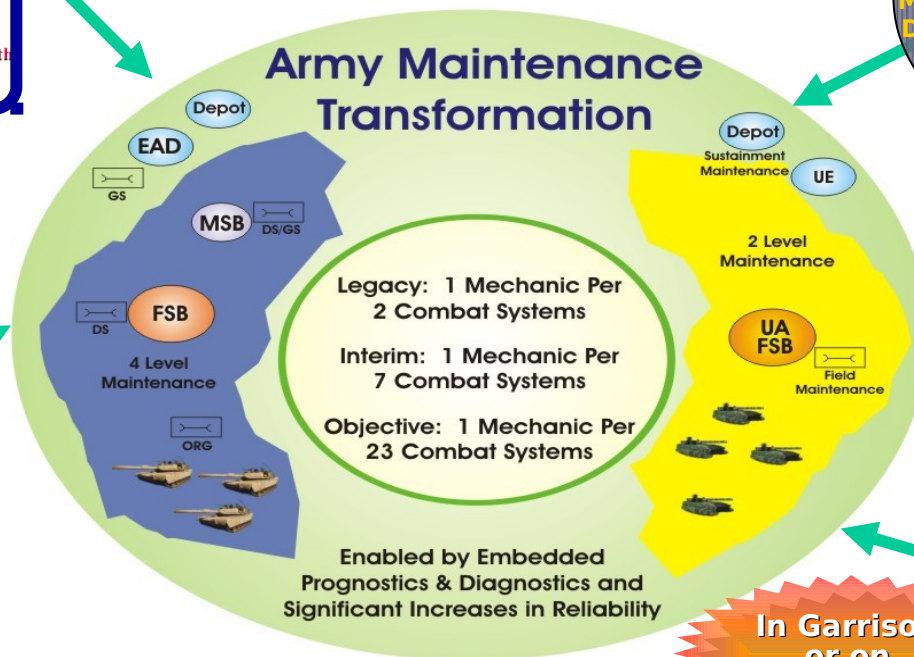 Army Maintenance
Transformation
Depot
EAD
GS
MSB
DS/GS
FSB
DS
4 Level
Maintenance
ORG
Legacy: 1 Mechanic Per
2 Combat Systems
Interim: 1 Mechanic Per
7 Combat Systems
Objective: 1 Mechanic Per
23 Combat Systems
Depot
Sustainment
Maintenance
UE
2 Level
Maintenance
UA
FSB
Field
Maintenance
Enabled by Embedded
Prognostics & Diagnostics and
Significant Increases in Reliability
In Garriso
or on